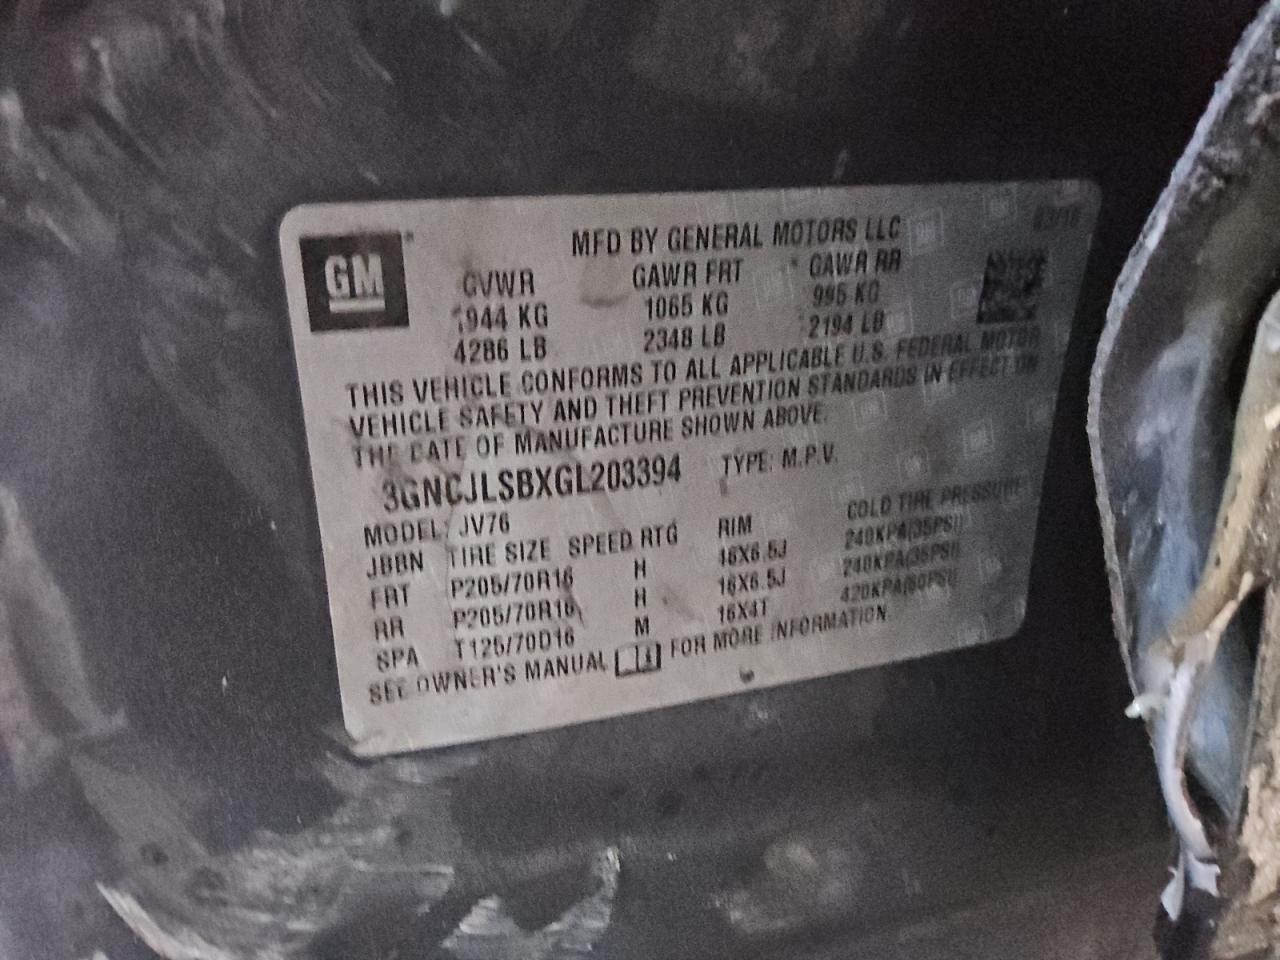 GM
MFD BY GENERAL MOTORS LLC
GVWR GAWR FRT GAWR RR
1944 KG 1065 KG 995 KG
4286 LB 2348 LB 2194 LB
THIS VEHICLE CONFORMS TO ALL APPLICABLE U.S. FEDERAL MOTOR
VEHICLE SAFETY AND THEFT PREVENTION STANDARDS IN EFFECT ON
THE DATE OF MANUFACTURE SHOWN ABOVE.
3GNCJLSBXGL203394 TYPE: M.P.V.
MODEL: JV76
JBBN TIRE SIZE SPEED RTG RIM COLD TIRE PRESSURE
FRT P205/70R16 H 16X6.5J 240KPA(35PSI)
RR P205/70R16 H 16X6.5J 240KPA(35PSI)
SPA T125/70D16 M 16X4T 420KPA(60PSI)
SEE OWNER'S MANUAL FOR MORE INFORMATION.